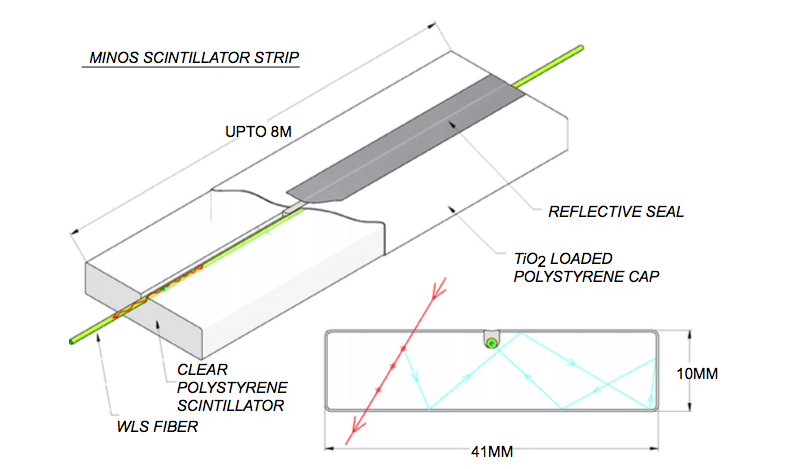 MINOS SCINTILLATOR STRIP
UPTO 8M
REFLECTIVE SEAL
TiO2 LOADED
POLYSTYRENE CAP
CLEAR
POLYSTYRENE
SCINTILLATOR
WLS FIBER
10MM
41MM